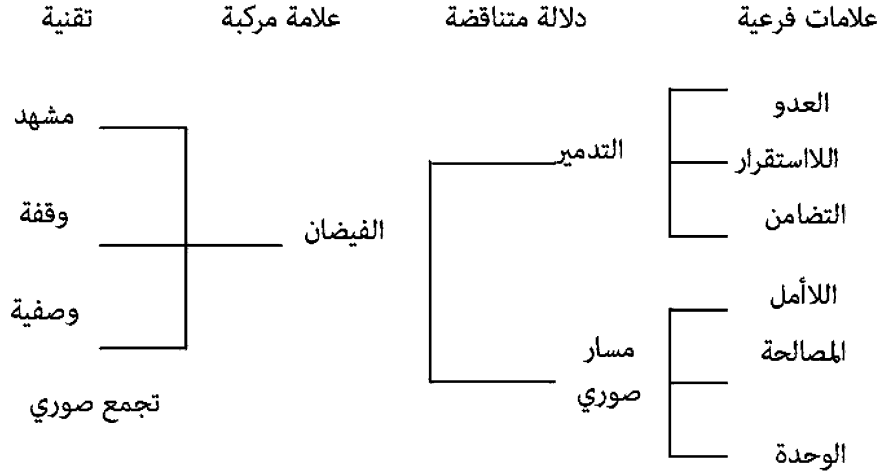 علامات فرعية
دلالة متناقضة
علامة مركبة
تقنية
العدو
اللااستقرار
التضامن
اللاأمل
المصالحة
الوحدة
التدمير
مسار
صوري
الفيضان
مشهد
وقفة
وصفية
تجمع صوري